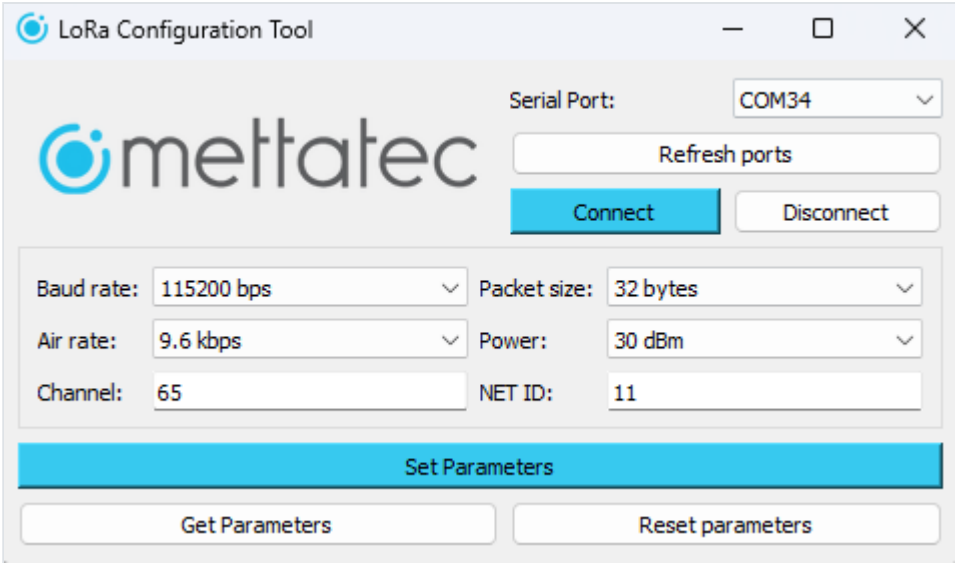 LoRa Configuration Tool
mettatec
Serial Port: COM34
Refresh ports
Connect Disconnect
Baud rate: 115200 bps Packet size: 32 bytes
Air rate: 9.6 kbps Power: 30 dBm
Channel: 65 NET ID: 11
Set Parameters
Get Parameters Reset parameters